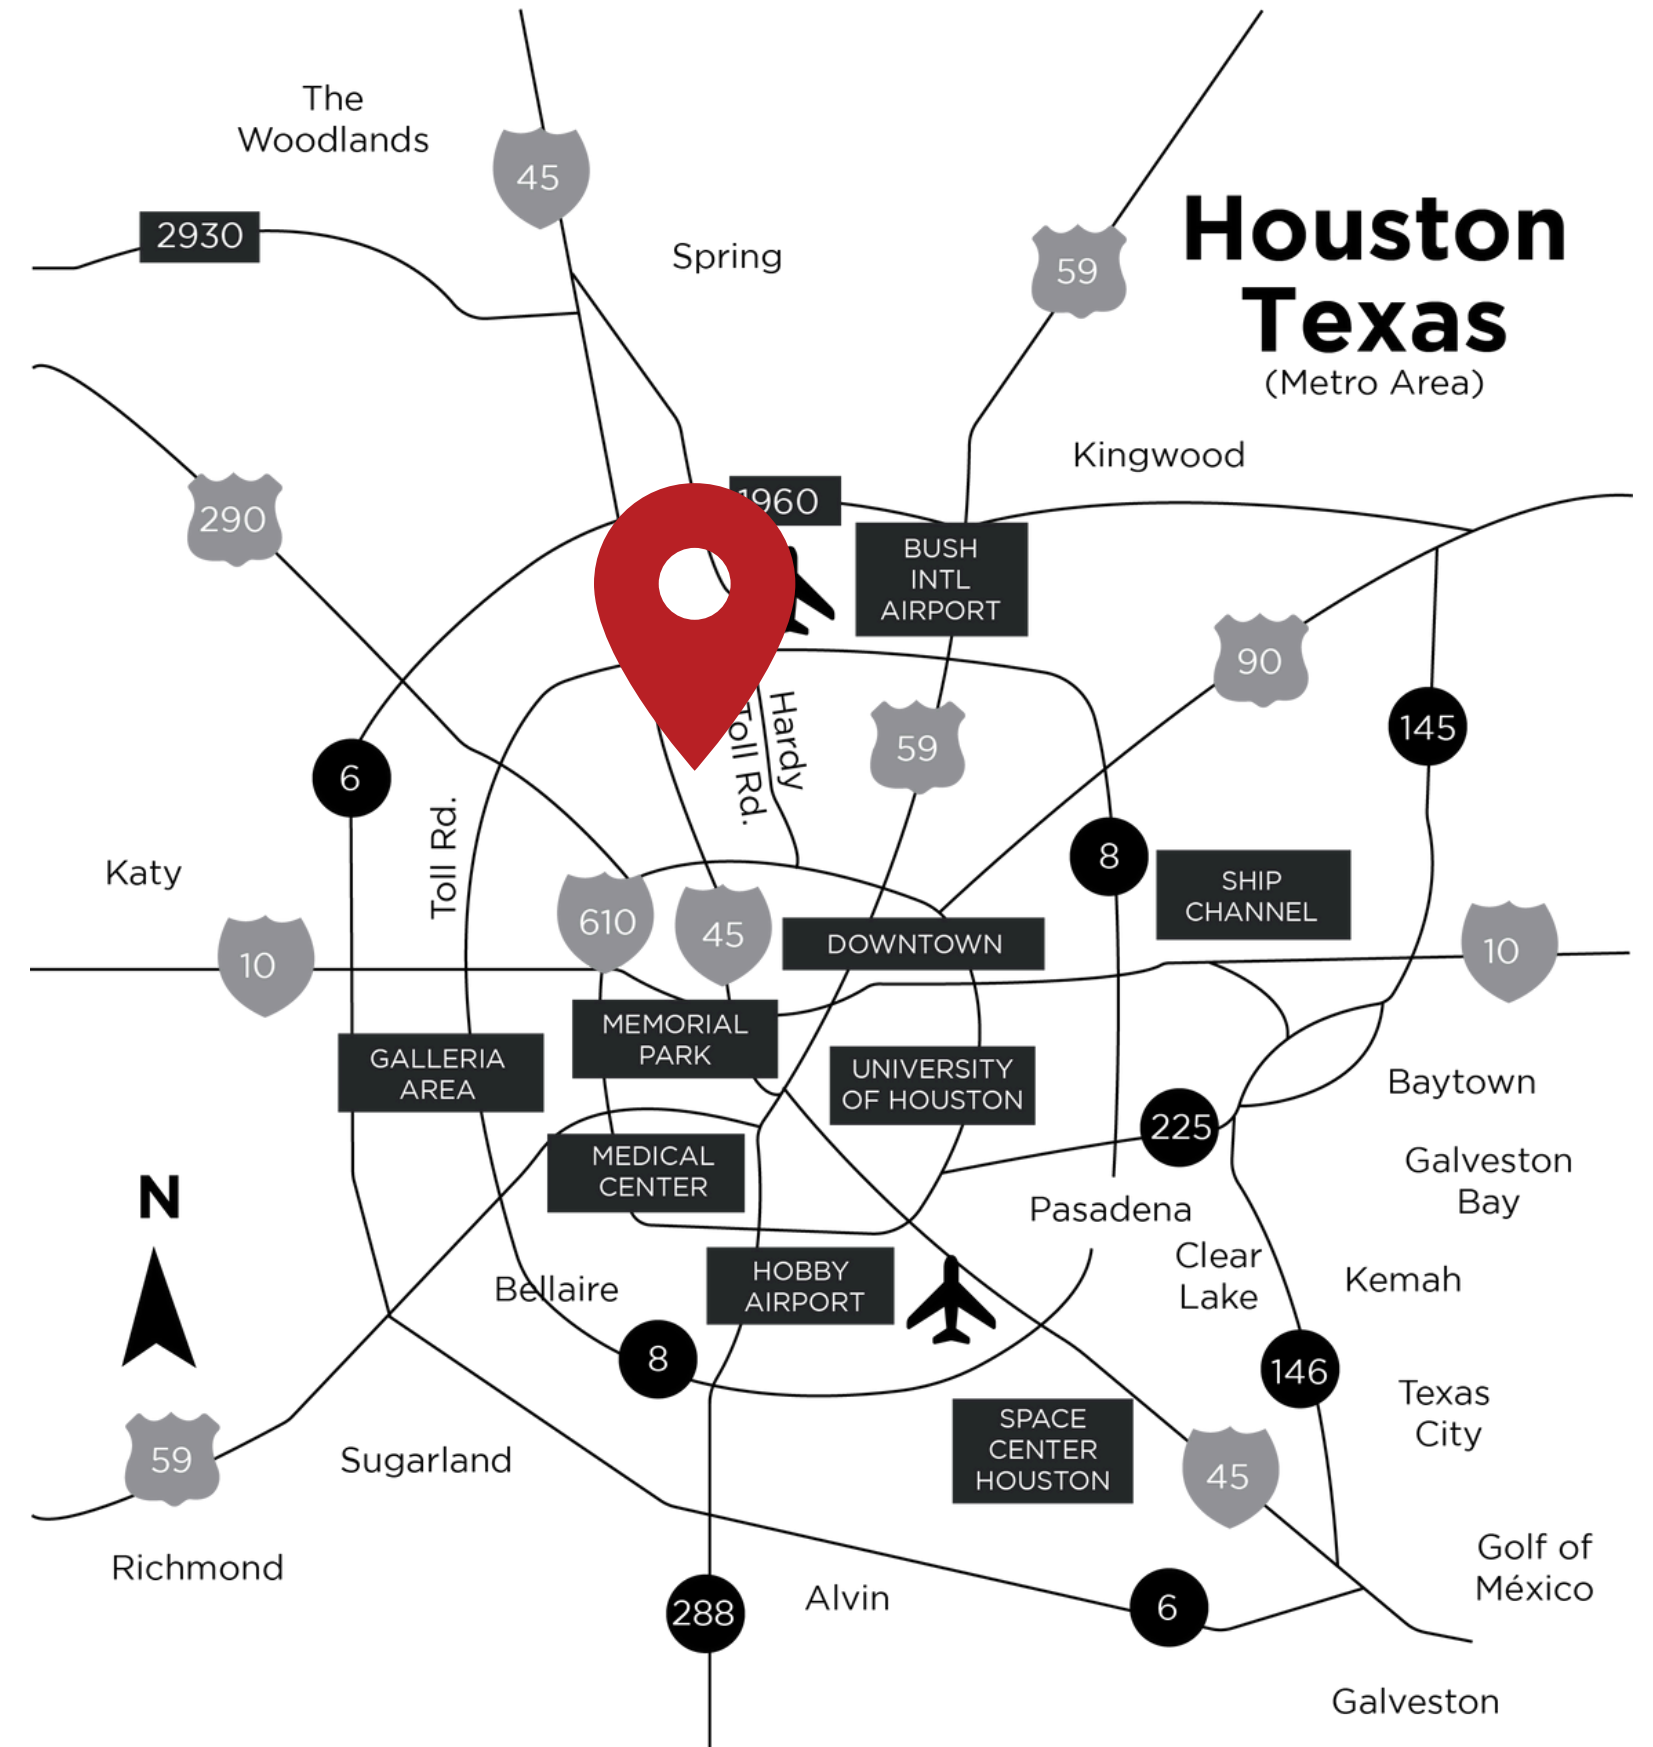 The
Woodlands
45
2930
Spring
59
Houston
Texas
(Metro Area)
Kingwood
290
1960
BUSH
INTL
AIRPORT
90
145
Hardy
Toll Rd.
59
6
Toll Rd.
8
Katy
SHIP
CHANNEL
610
45
DOWNTOWN
10
10
MEMORIAL
PARK
GALLERIA
AREA
UNIVERSITY
OF HOUSTON
Baytown
225
MEDICAL
CENTER
Galveston
Bay
N
Pasadena
Clear
Lake
Kemah
Bellaire
HOBBY
AIRPORT
8
146
Texas
City
SPACE
CENTER
HOUSTON
59
Sugarland
45
Richmond
Golf of
México
288
Alvin
6
Galveston